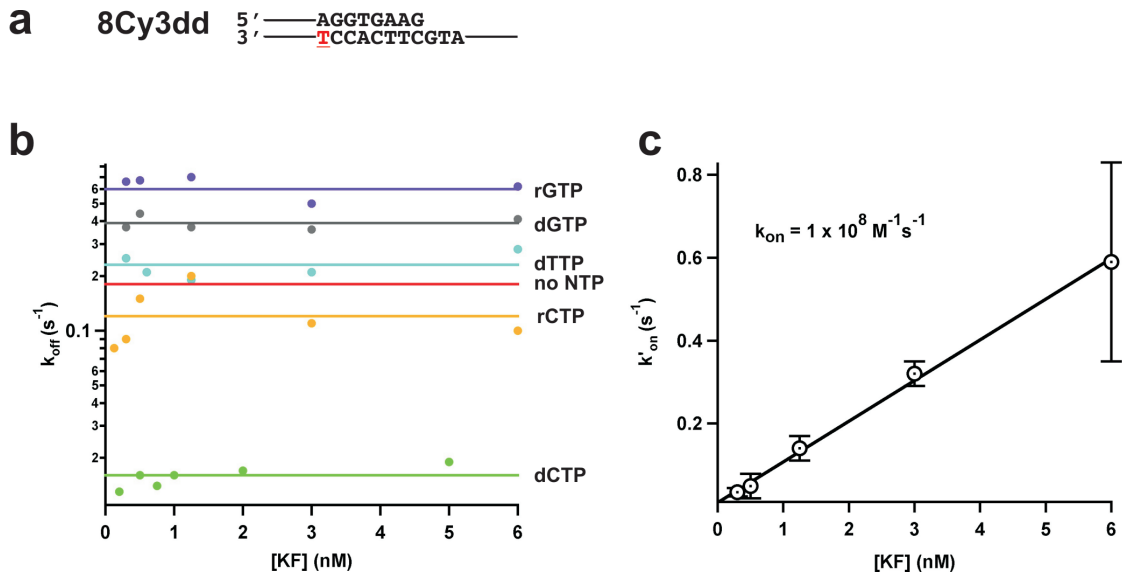 a
8Cy3dd
5’ AGGTGAAG
3’ TCCACTTCGTA
b
6
4
3
2
0.1
6
5
4
3
2
k_off (s⁻¹)
rGTP
dGTP
dTTP
no NTP
rCTP
dCTP
0 1 2 3 4 5 6
[KF] (nM)
c
0.8
0.6
0.4
0.2
k'_on (s⁻¹)
k_on = 1 x 10⁸ M⁻¹s⁻¹
0 1 2 3 4 5 6
[KF] (nM)